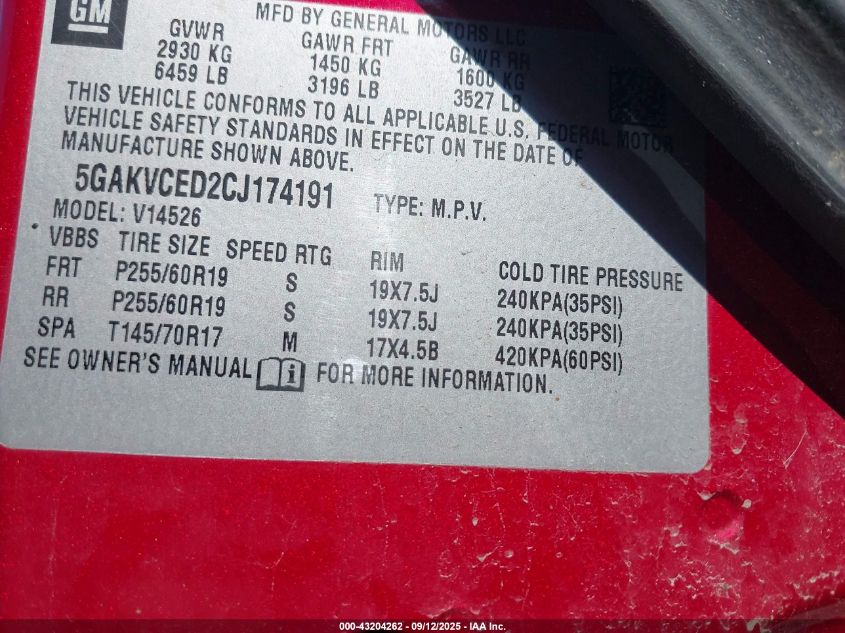 GM
MFD BY GENERAL MOTORS LLC
GVWR GAWR FRT GAWR RR
2930 KG 1450 KG 1600 KG
6459 LB 3196 LB 3527 LB
THIS VEHICLE CONFORMS TO ALL APPLICABLE U.S. FEDERAL MOTOR
VEHICLE SAFETY STANDARDS IN EFFECT ON THE DATE OF
MANUFACTURE SHOWN ABOVE.
5GAKVCED2CJ174191 TYPE: M.P.V.
MODEL: V14526
VBBS TIRE SIZE SPEED RTG RIM COLD TIRE PRESSURE
FRT P255/60R19 S 19X7.5J 240KPA(35PSI)
RR P255/60R19 S 19X7.5J 240KPA(35PSI)
SPA T145/70R17 M 17X4.5B 420KPA(60PSI)
SEE OWNER'S MANUAL i FOR MORE INFORMATION.
000-43204262 - 09/12/2025 - IAA, Inc.